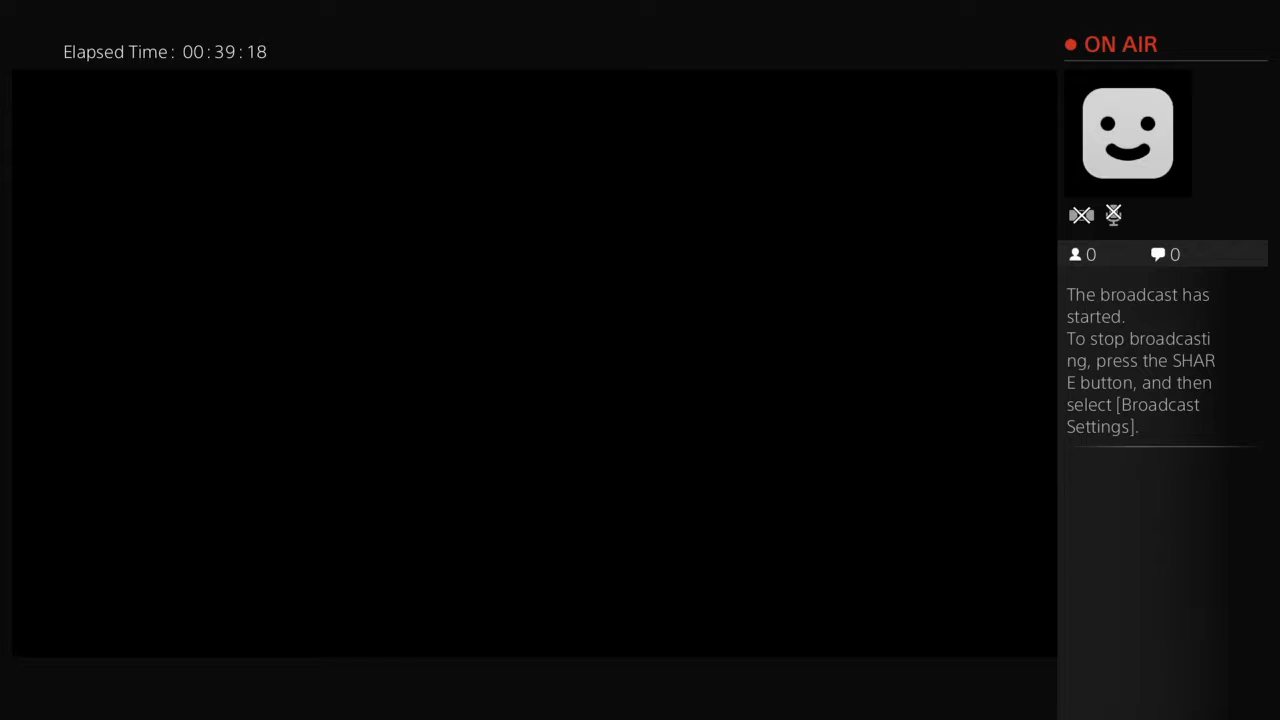 Elapsed Time: 00:39:18
ON AIR
0 0
The broadcast has
started.
To stop broadcasti
ng, press the SHAR
E button, and then
select [Broadcast
Settings].